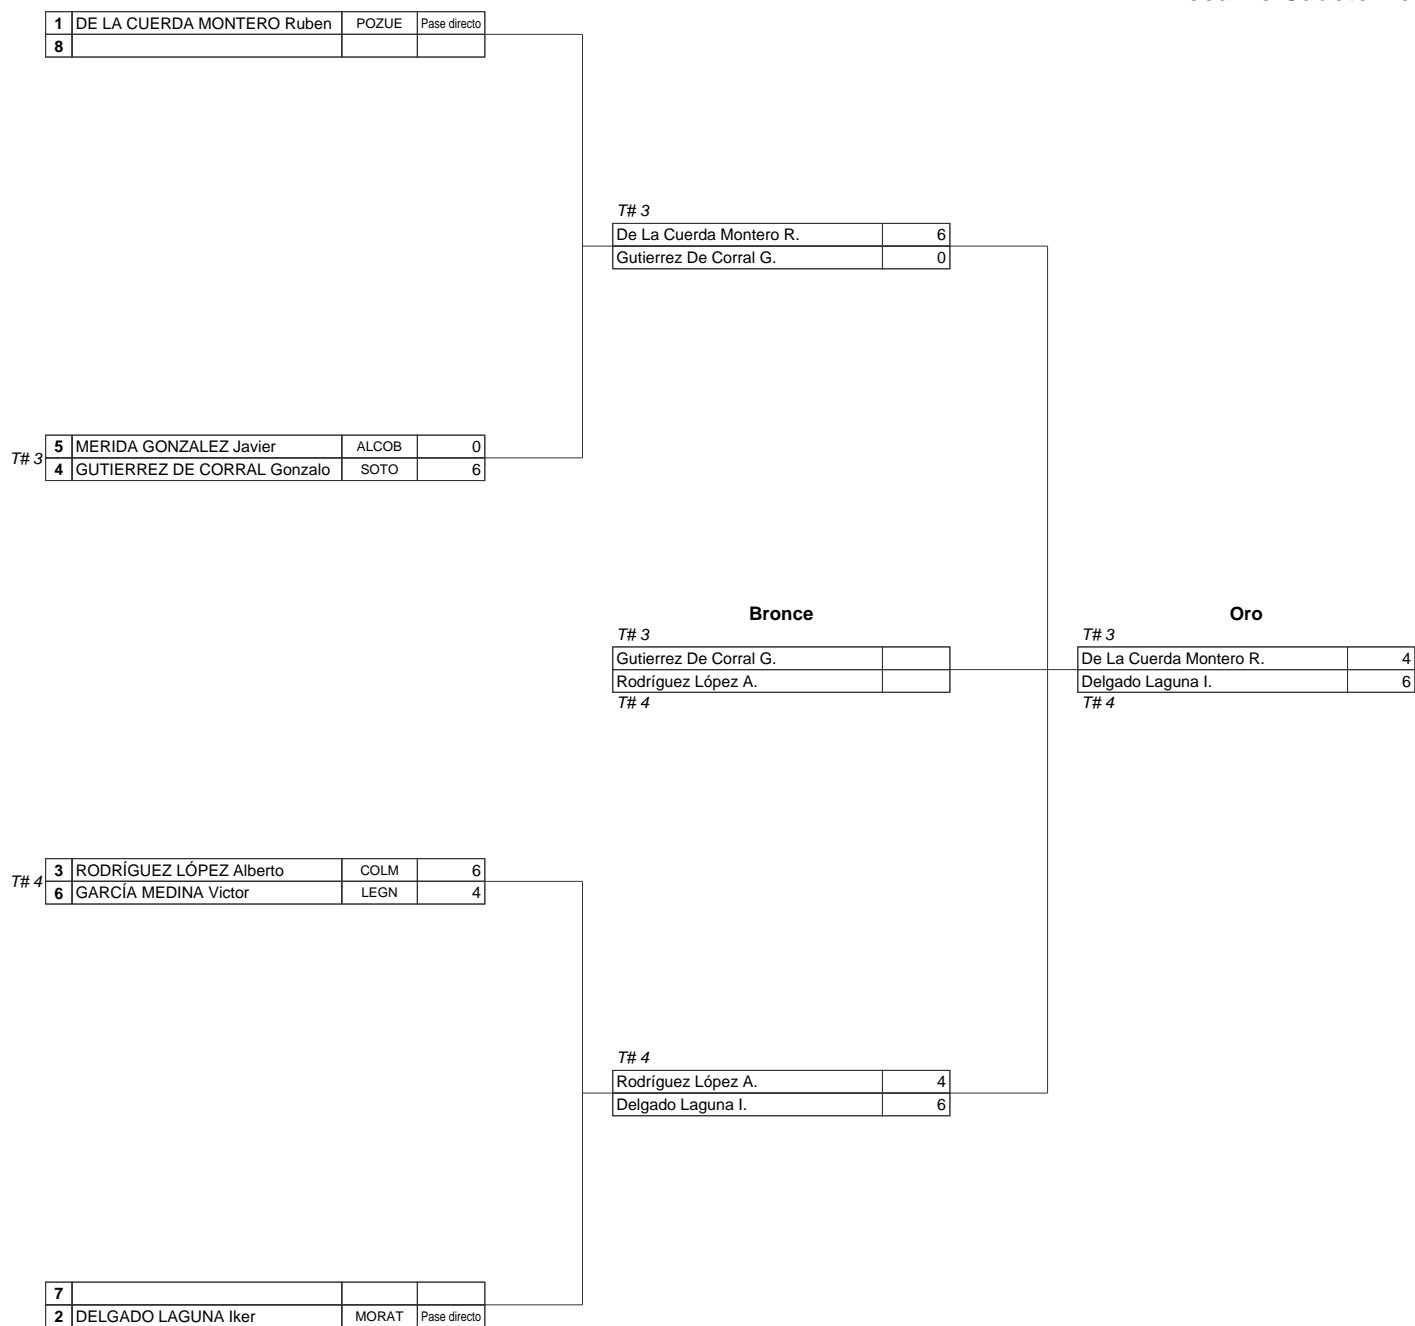 1 DE LA CUERDA MONTERO Ruben POZUE Pase directo
8
T# 3
De La Cuerda Montero R. 6
Gutierrez De Corral G. 0
T# 3
5 MERIDA GONZALEZ Javier ALCOB 0
4 GUTIERREZ DE CORRAL Gonzalo SOTO 6
Bronce
T# 3
Gutierrez De Corral G.
Rodríguez López A.
T# 4
Oro
T# 3
De La Cuerda Montero R. 4
Delgado Laguna I. 6
T# 4
T# 4
3 RODRÍGUEZ LÓPEZ Alberto COLM 6
6 GARCÍA MEDINA Victor LEGN 4
T# 4
Rodríguez López A. 4
Delgado Laguna I. 6
7
2 DELGADO LAGUNA Iker MORAT Pase directo